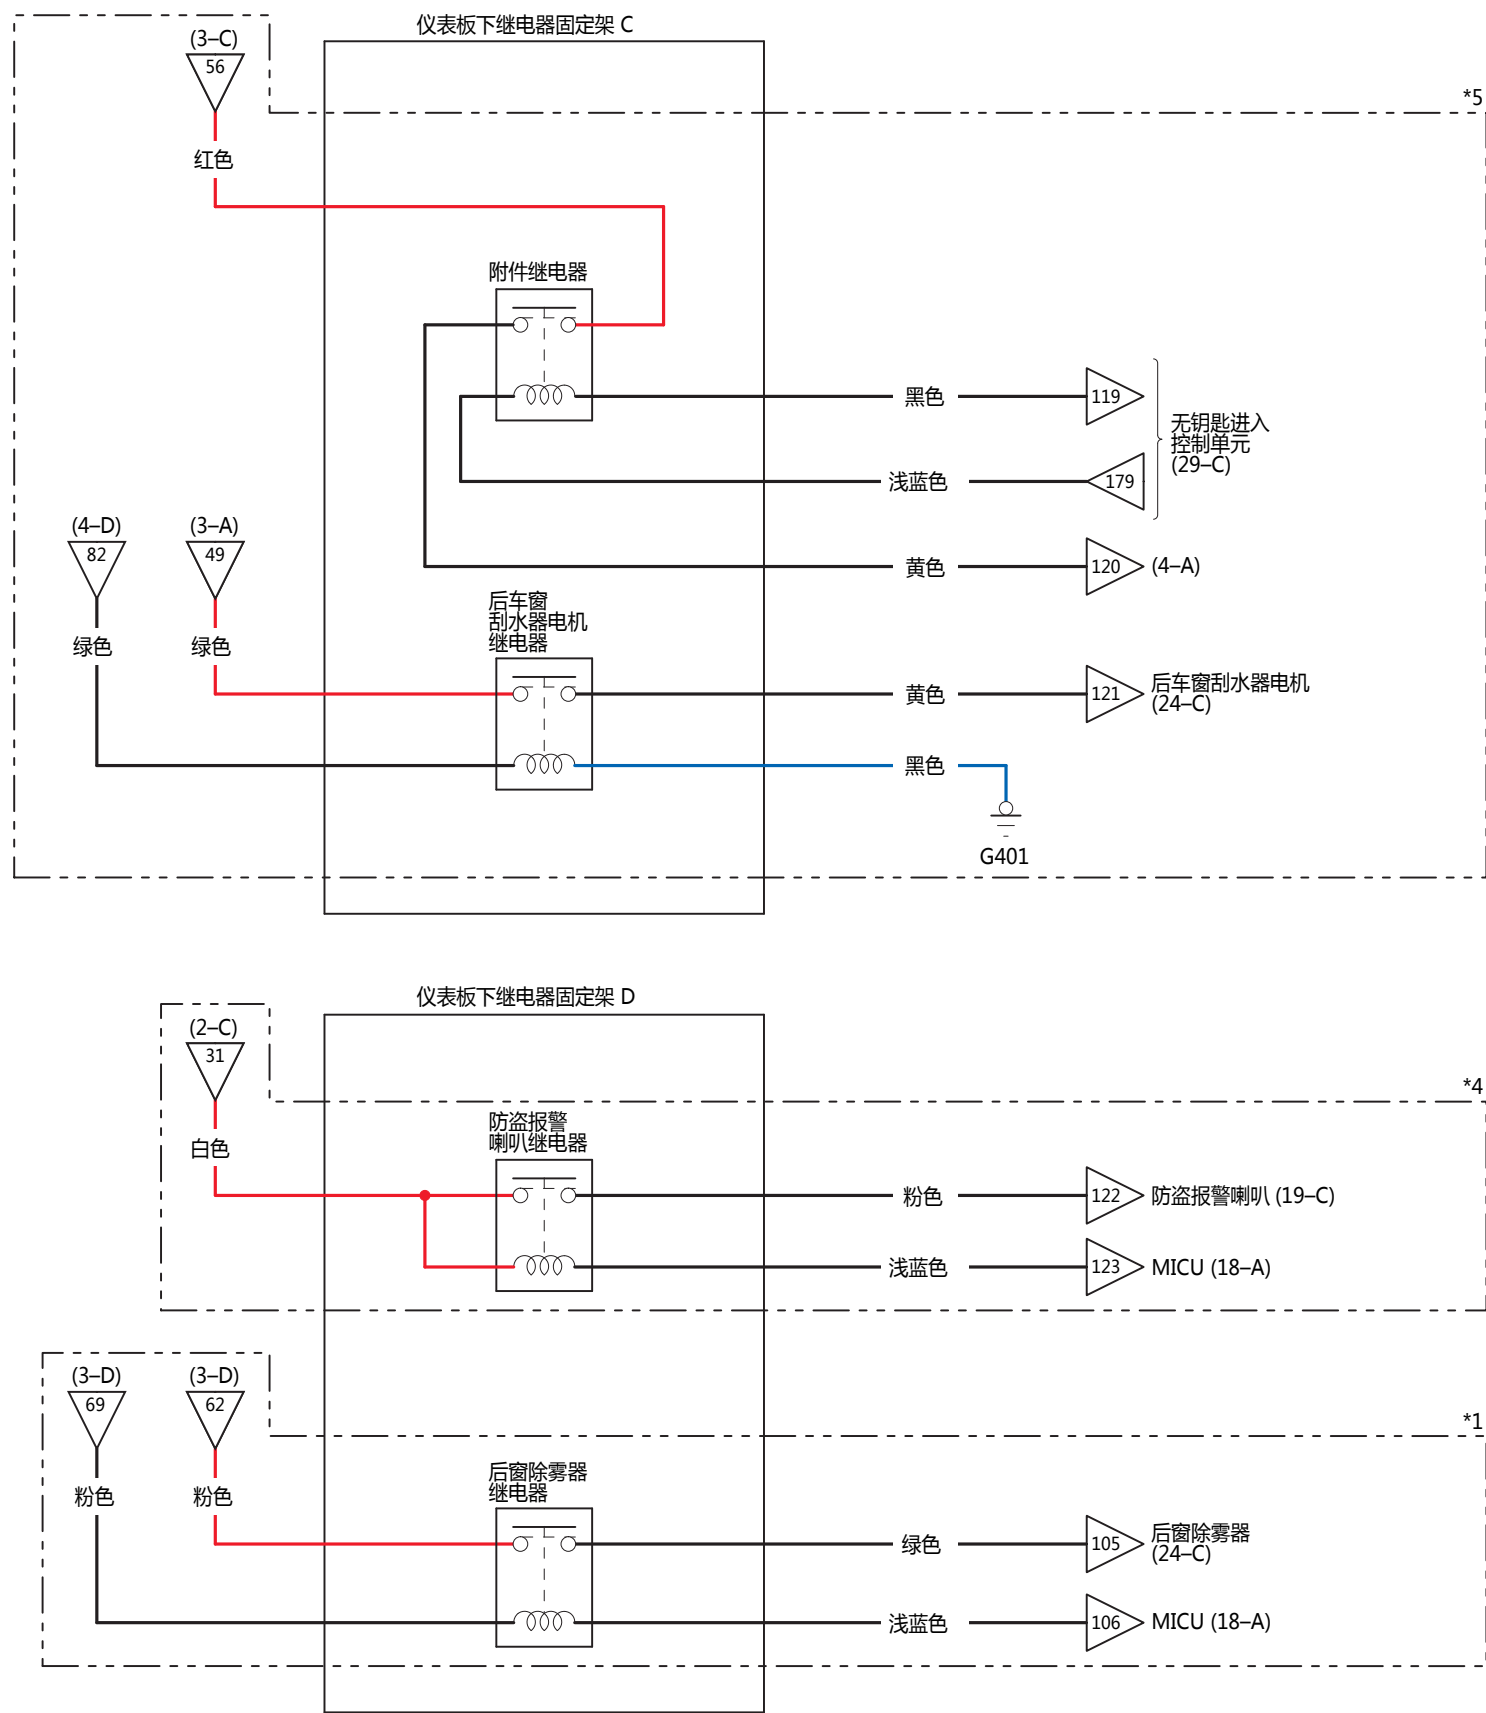 仪表板下继电器固定架 C
(3–C)
56
*5
红色
附件继电器
黑色
119
无钥匙进入
控制单元
(29–C)
浅蓝色
179
(4–D)
82
(3–A)
49
黄色
120
(4–A)
后车窗
刮水器电机
继电器
绿色
绿色
黄色
121
后车窗刮水器电机
(24–C)
黑色
G401
仪表板下继电器固定架 D
(2–C)
31
*4
防盗报警
喇叭继电器
白色
粉色
122
防盗报警喇叭 (19–C)
浅蓝色
123
MICU (18–A)
(3–D)
69
(3–D)
62
*1
后窗除雾器
继电器
粉色
粉色
绿色
105
后窗除雾器
(24–C)
浅蓝色
106
MICU (18–A)